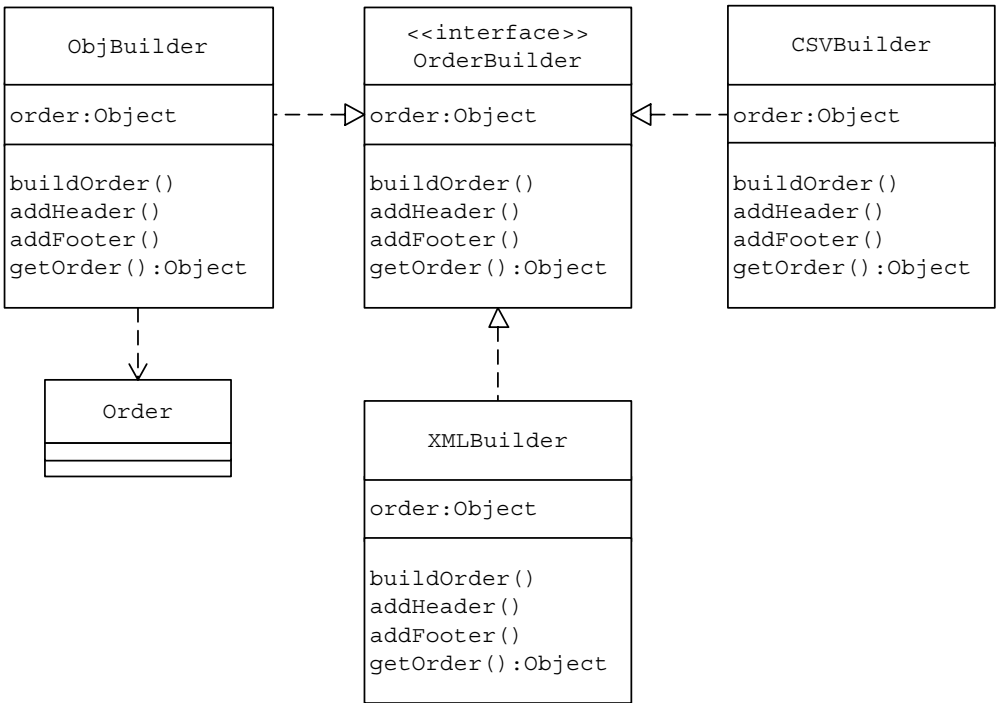 ObjBuilder
order:Object
buildOrder()
addHeader()
addFooter()
getOrder():Object
<<interface>>
OrderBuilder
order:Object
buildOrder()
addHeader()
addFooter()
getOrder():Object
CSVBuilder
order:Object
buildOrder()
addHeader()
addFooter()
getOrder():Object
Order
XMLBuilder
order:Object
buildOrder()
addHeader()
addFooter()
getOrder():Object